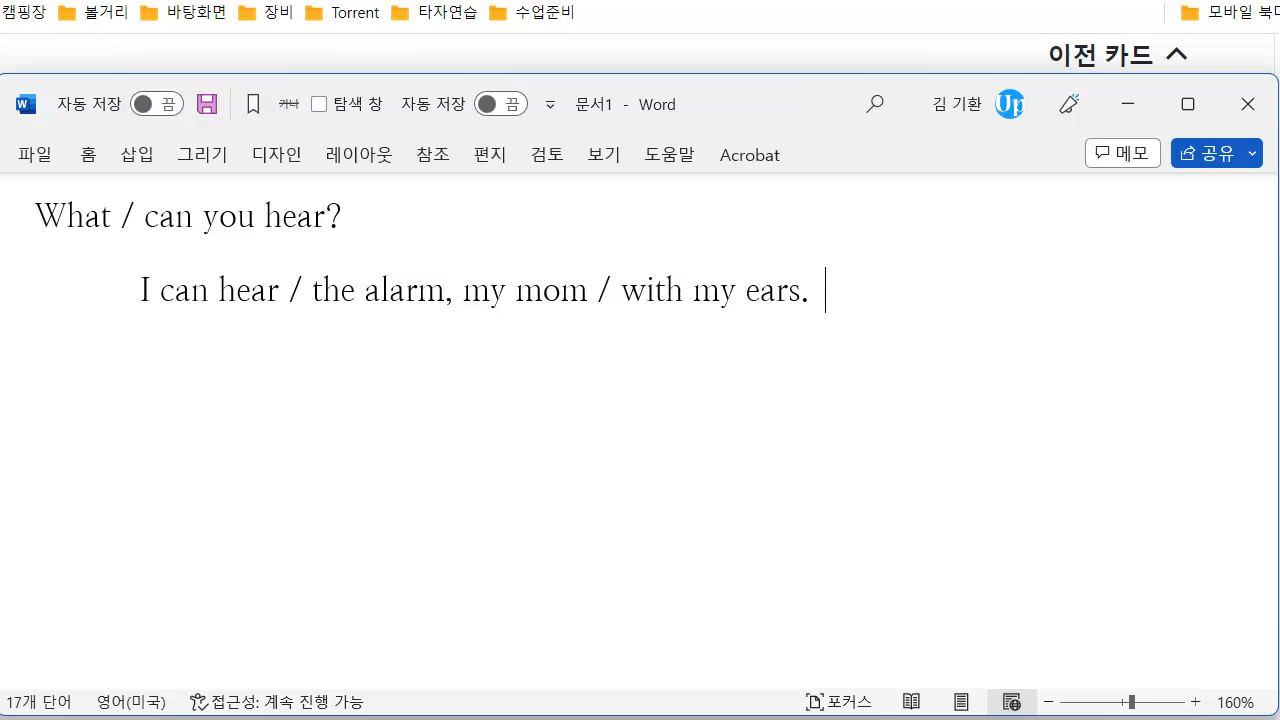 캠핑장 볼거리 바탕화면 장비 Torrent 타자연습 수업준비 모바일 북마
이전 카드
자동 저장 끔 가나 탐색 창 자동 저장 끔 문서1 - Word 김 기환 Up
파일 홈 삽입 그리기 디자인 레이아웃 참조 편지 검토 보기 도움말 Acrobat 메모 공유
What / can you hear?
I can hear / the alarm, my mom / with my ears.
17개 단어 영어(미국) 접근성: 계속 진행 가능 포커스 160%